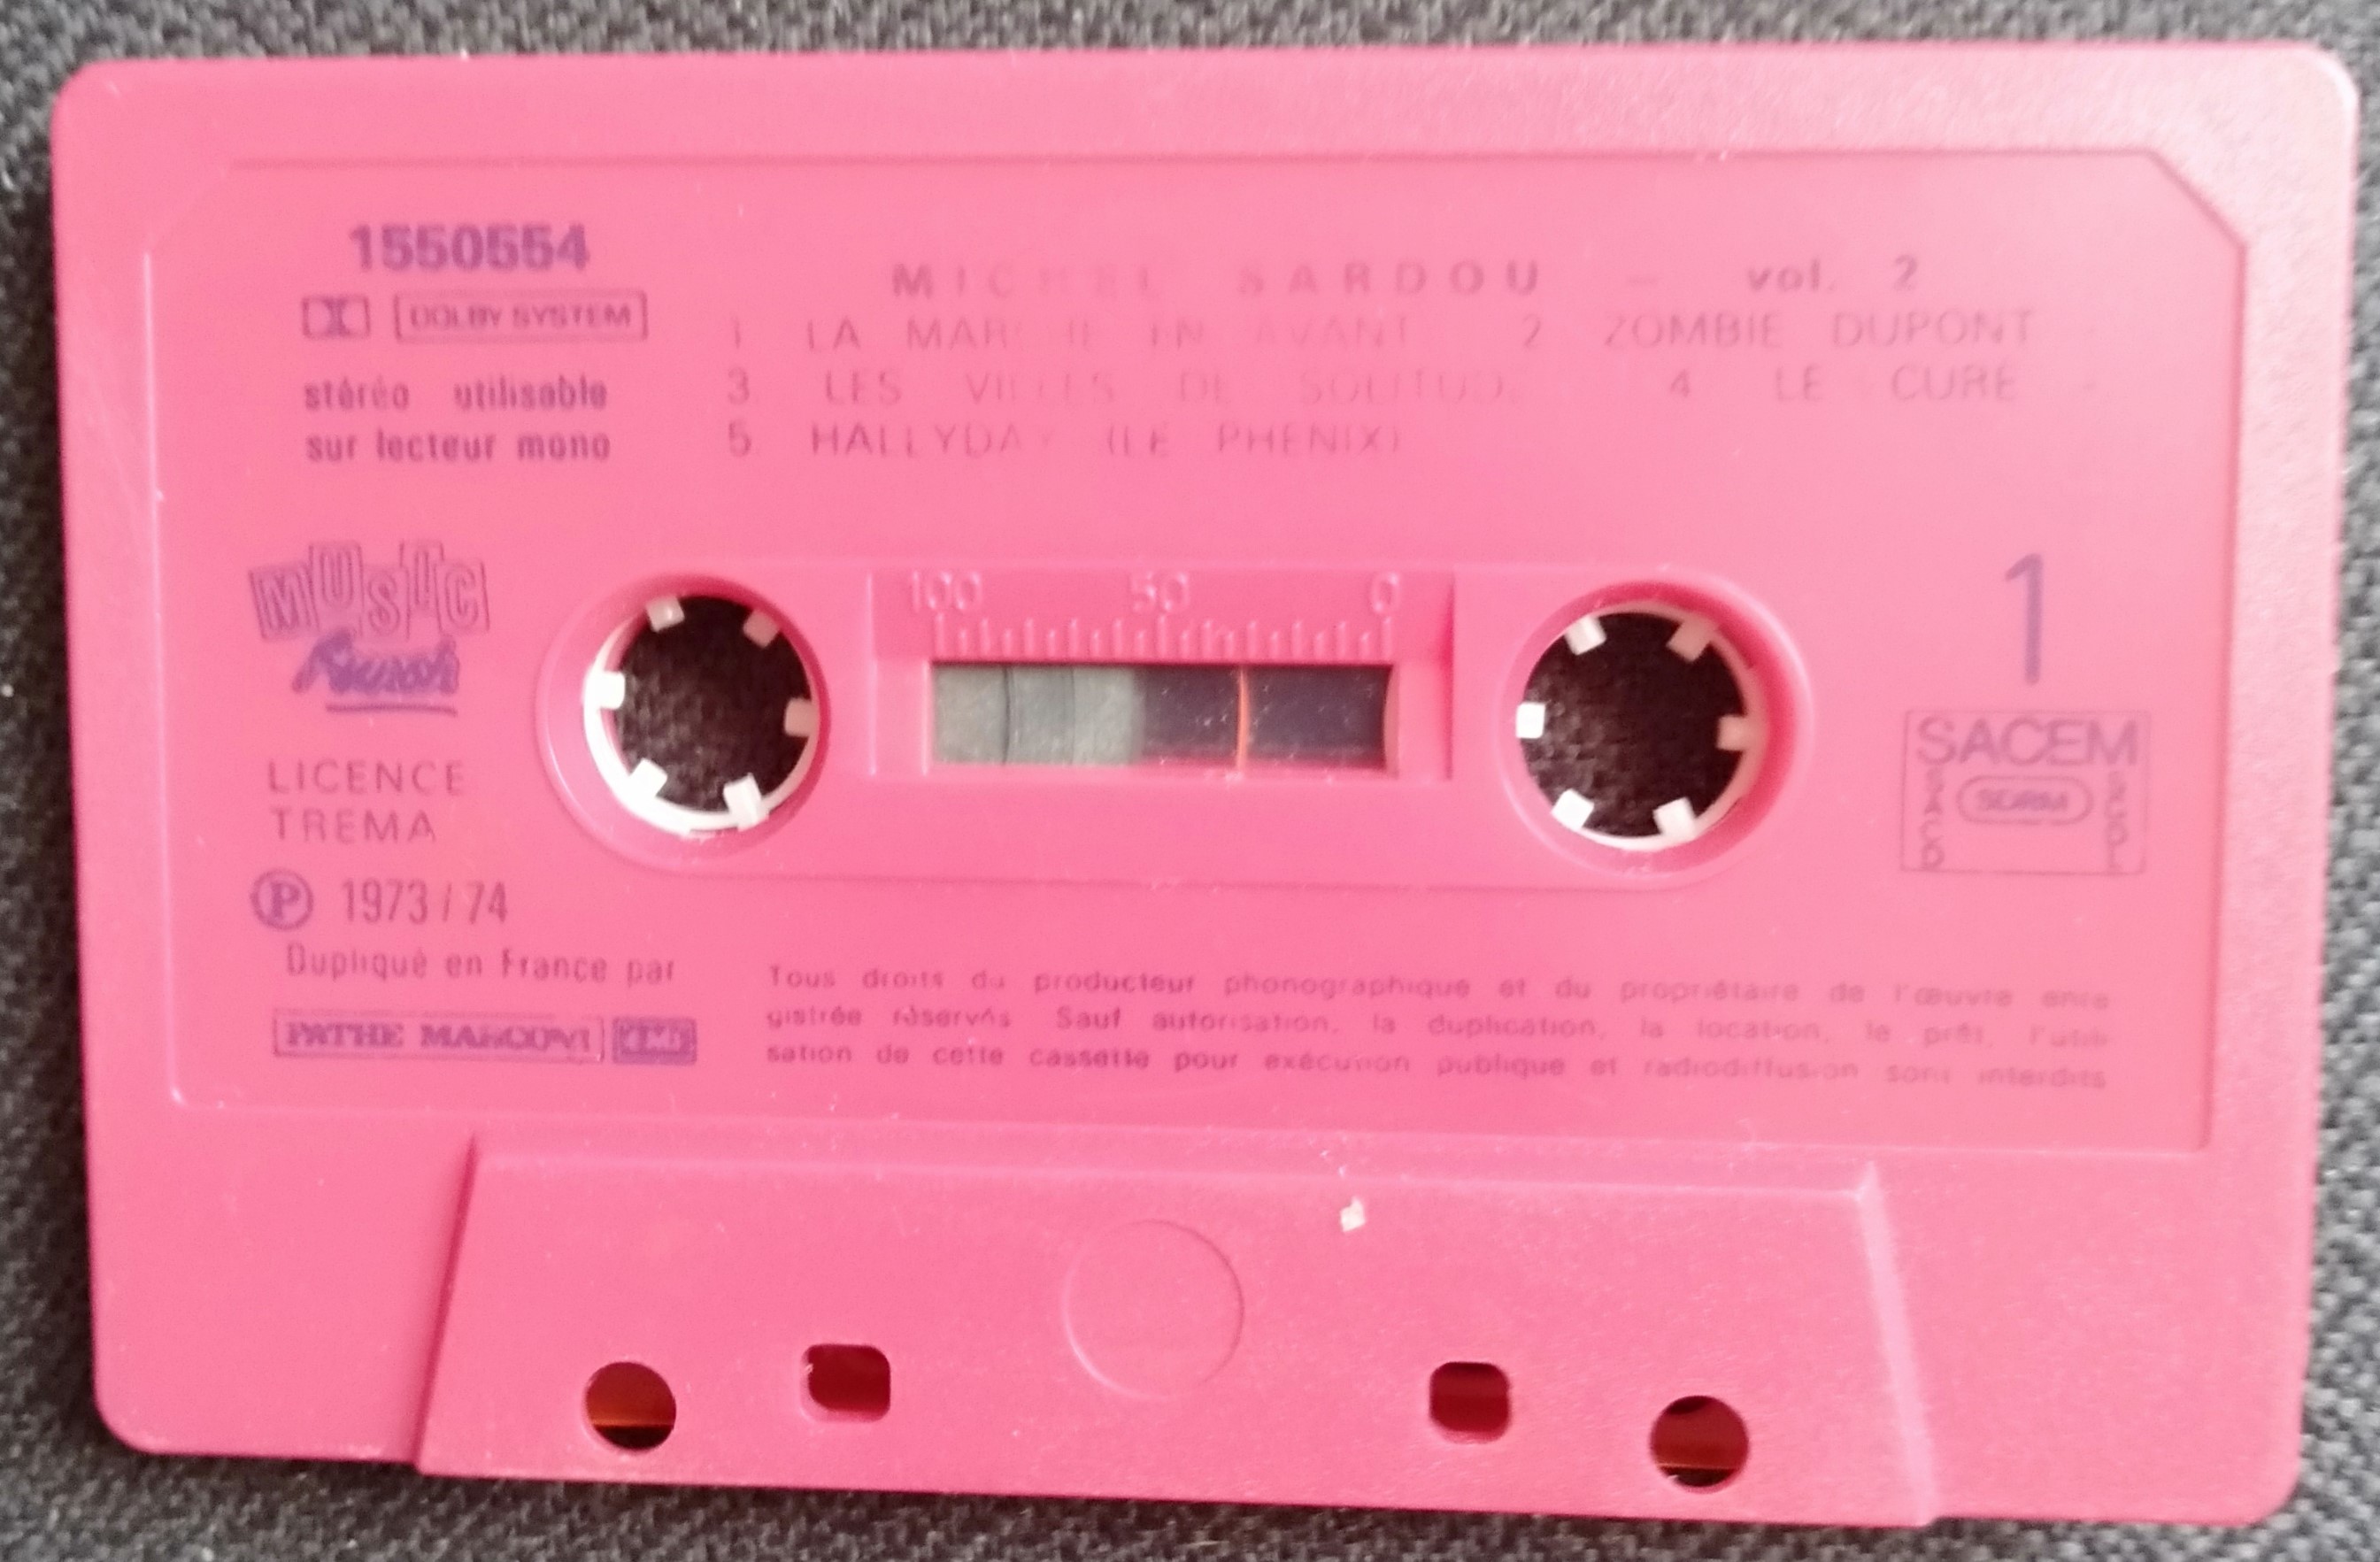 1550554
DOLBY SYSTEM
stéréo utilisable
sur lecteur mono
MICHEL SARDOU - vol. 2
1 LA MARCHE EN AVANT 2 ZOMBIE DUPONT -
3. LES VILLES DE SOLITUDE 4 LE CURE -
5. HALLYDAY (LE PHENIX)
MUSIC
LICENCE
TREMA
Ⓟ 1973/74
Dupliqué en France par
PATHE MARCONI EMI
100 50 0
1
SACEM
SACD
SDRM
SGDL
Tous droits du producteur phonographique et du propriétaire de l'œuvre enre
gistrée réservés Sauf autorisation, la duplication, la location, le prêt, l'utili-
sation de cette cassette pour exécution publique et radiodiffusion sont interdits